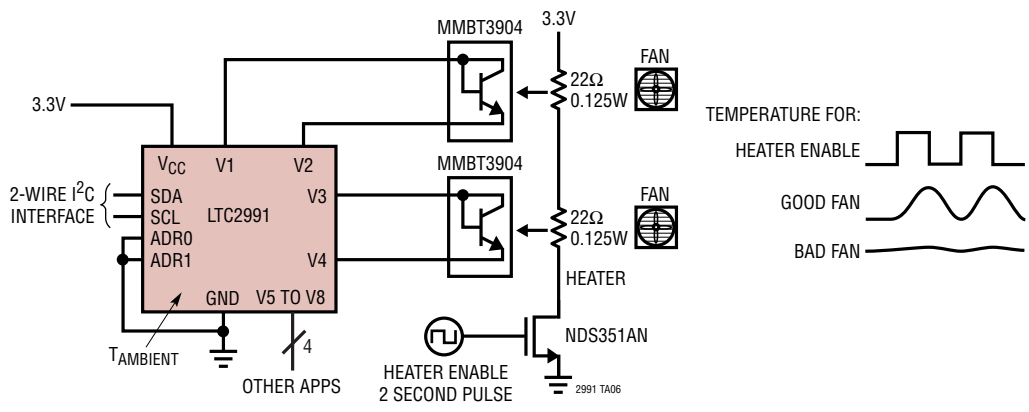 MMBT3904
3.3V
FAN
22Ω
0.125W
3.3V
VCC
V1
V2
MMBT3904
FAN
2-WIRE I²C
INTERFACE
SDA
SCL
ADR0
ADR1
LTC2991
V3
V4
22Ω
0.125W
HEATER
GND
V5 TO V8
TAMBIENT
4
OTHER APPS
HEATER ENABLE
2 SECOND PULSE
NDS351AN
2991 TA06
TEMPERATURE FOR:
HEATER ENABLE
GOOD FAN
BAD FAN